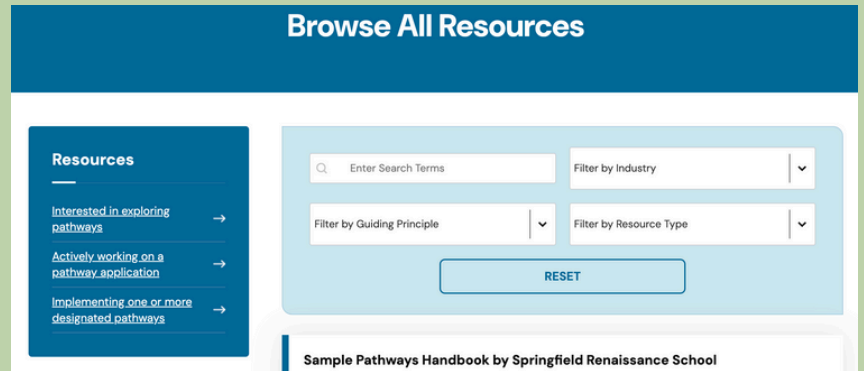 Browse All Resources
Resources
Interested in exploring
pathways
Actively working on a
pathway application
Implementing one or more
designated pathways
Enter Search Terms
Filter by Industry
Filter by Guiding Principle
Filter by Resource Type
RESET
Sample Pathways Handbook by Springfield Renaissance School